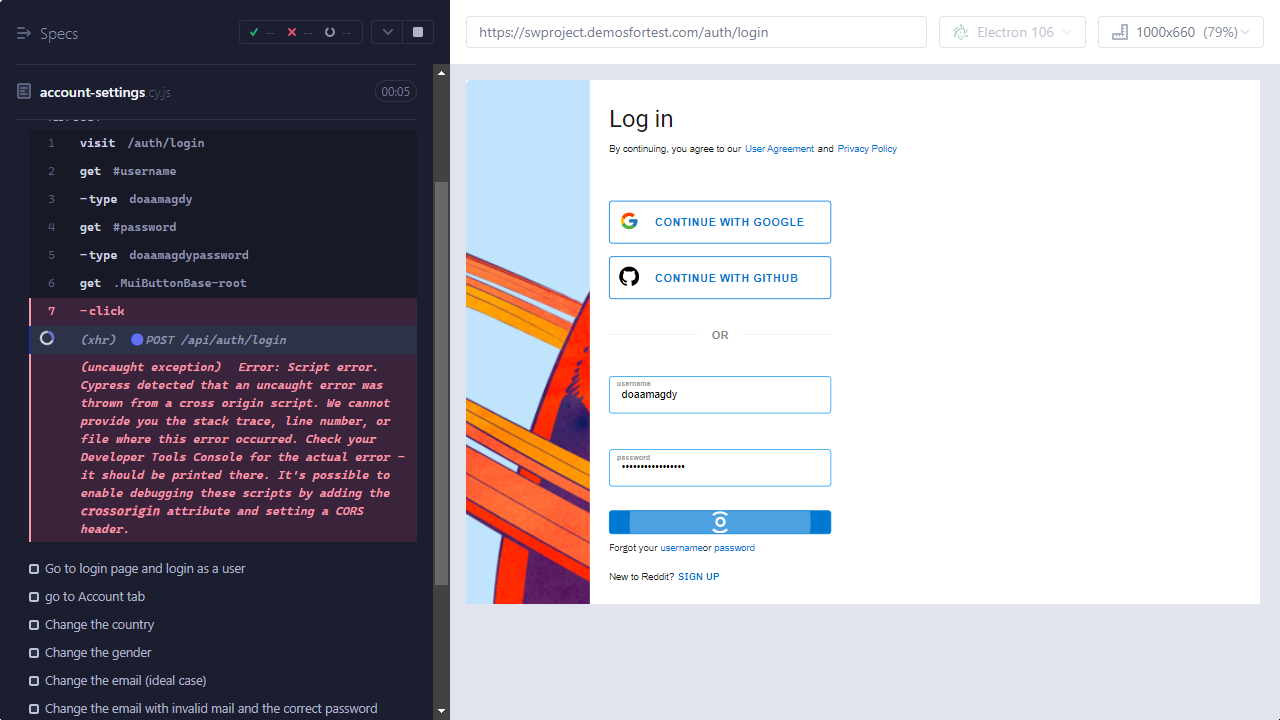 Specs
--
--
--
https://swproject.demosfortest.com/auth/login
Electron 106
1000x660 (79%)
account-settings.cy.js
00:05
1 visit /auth/login
2 get #username
3 -type doaamagdy
4 get #password
5 -type doaamagdypassword
6 get .MuiButtonBase-root
7 -click
(xhr) POST /api/auth/login
(uncaught exception) Error: Script error.
Cypress detected that an uncaught error was
thrown from a cross origin script. We cannot
provide you the stack trace, line number, or
file where this error occurred. Check your
Developer Tools Console for the actual error -
it should be printed there. It's possible to
enable debugging these scripts by adding the
crossorigin attribute and setting a CORS
header.
Go to login page and login as a user
go to Account tab
Change the country
Change the gender
Change the email (ideal case)
Change the email with invalid mail and the correct password
Log in
By continuing, you agree to our User Agreement and Privacy Policy
CONTINUE WITH GOOGLE
CONTINUE WITH GITHUB
OR
username
doaamagdy
password
•••••••••••••••••
Forgot your usernameor password
New to Reddit? SIGN UP